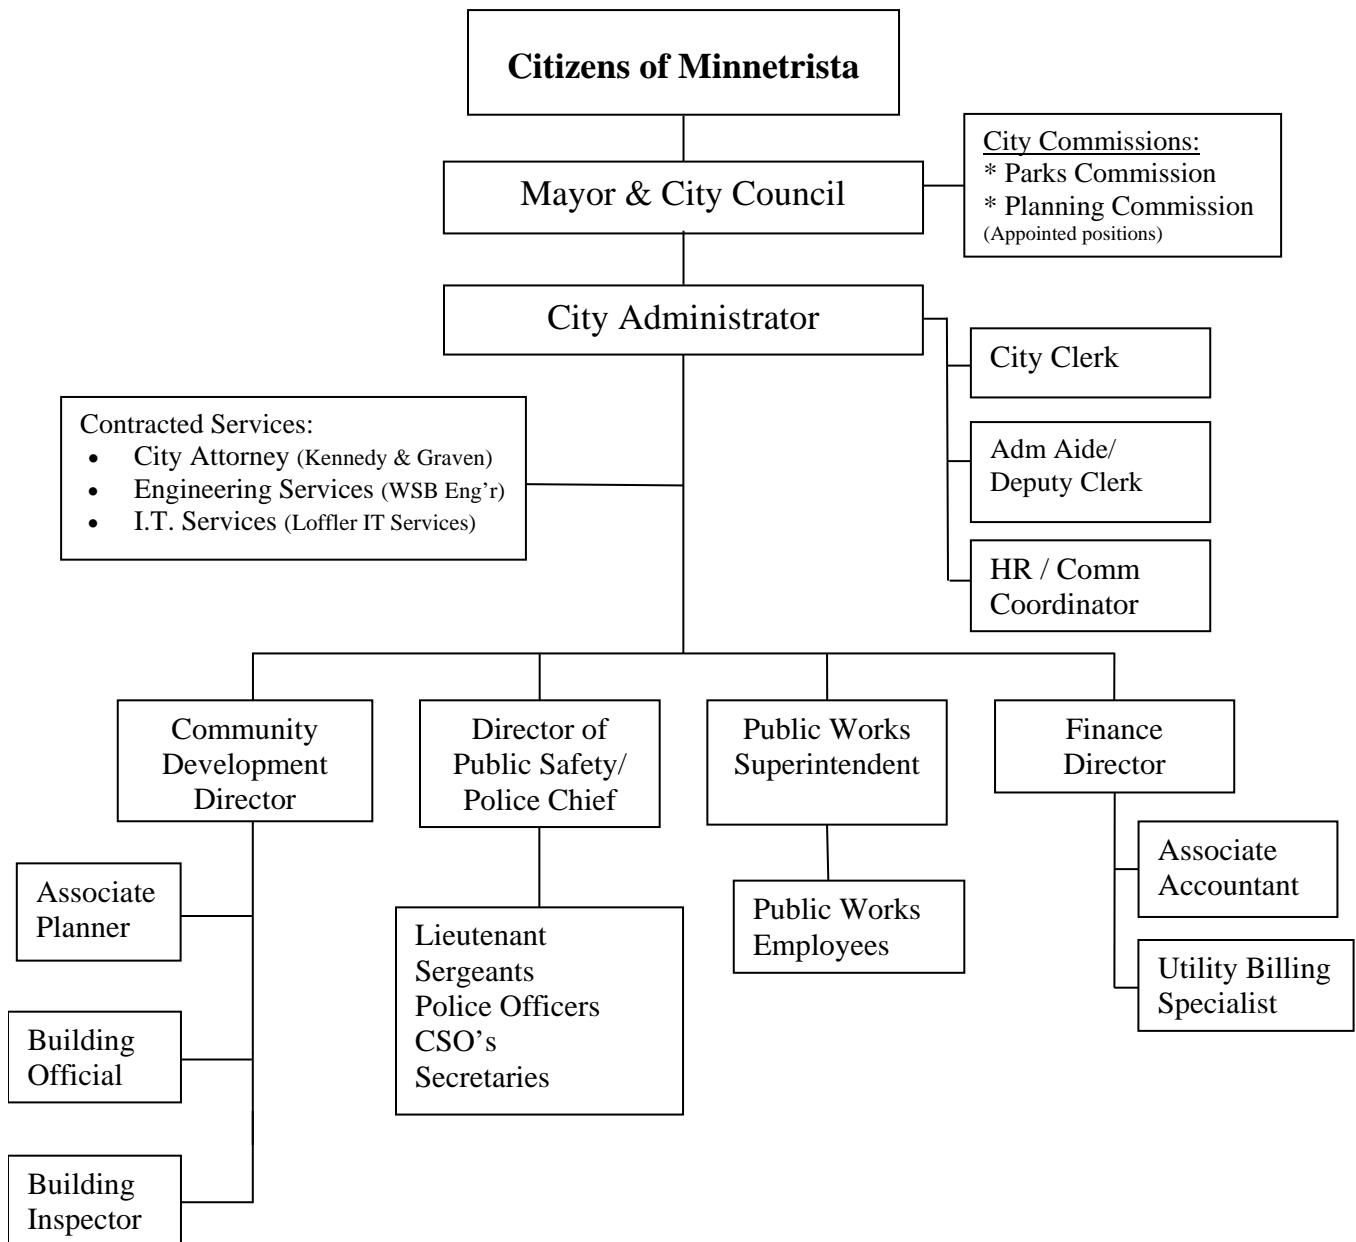 Citizens of Minnetrista
City Commissions:
* Parks Commission
* Planning Commission
(Appointed positions)
Mayor & City Council
City Administrator
City Clerk
Adm Aide/
Deputy Clerk
HR / Comm
Coordinator
Contracted Services:
• City Attorney (Kennedy & Graven)
• Engineering Services (WSB Eng’r)
• I.T. Services (Loffler IT Services)
Community
Development
Director
Director of
Public Safety/
Police Chief
Public Works
Superintendent
Finance
Director
Associate
Planner
Building
Official
Building
Inspector
Lieutenant
Sergeants
Police Officers
CSO’s
Secretaries
Public Works
Employees
Associate
Accountant
Utility Billing
Specialist